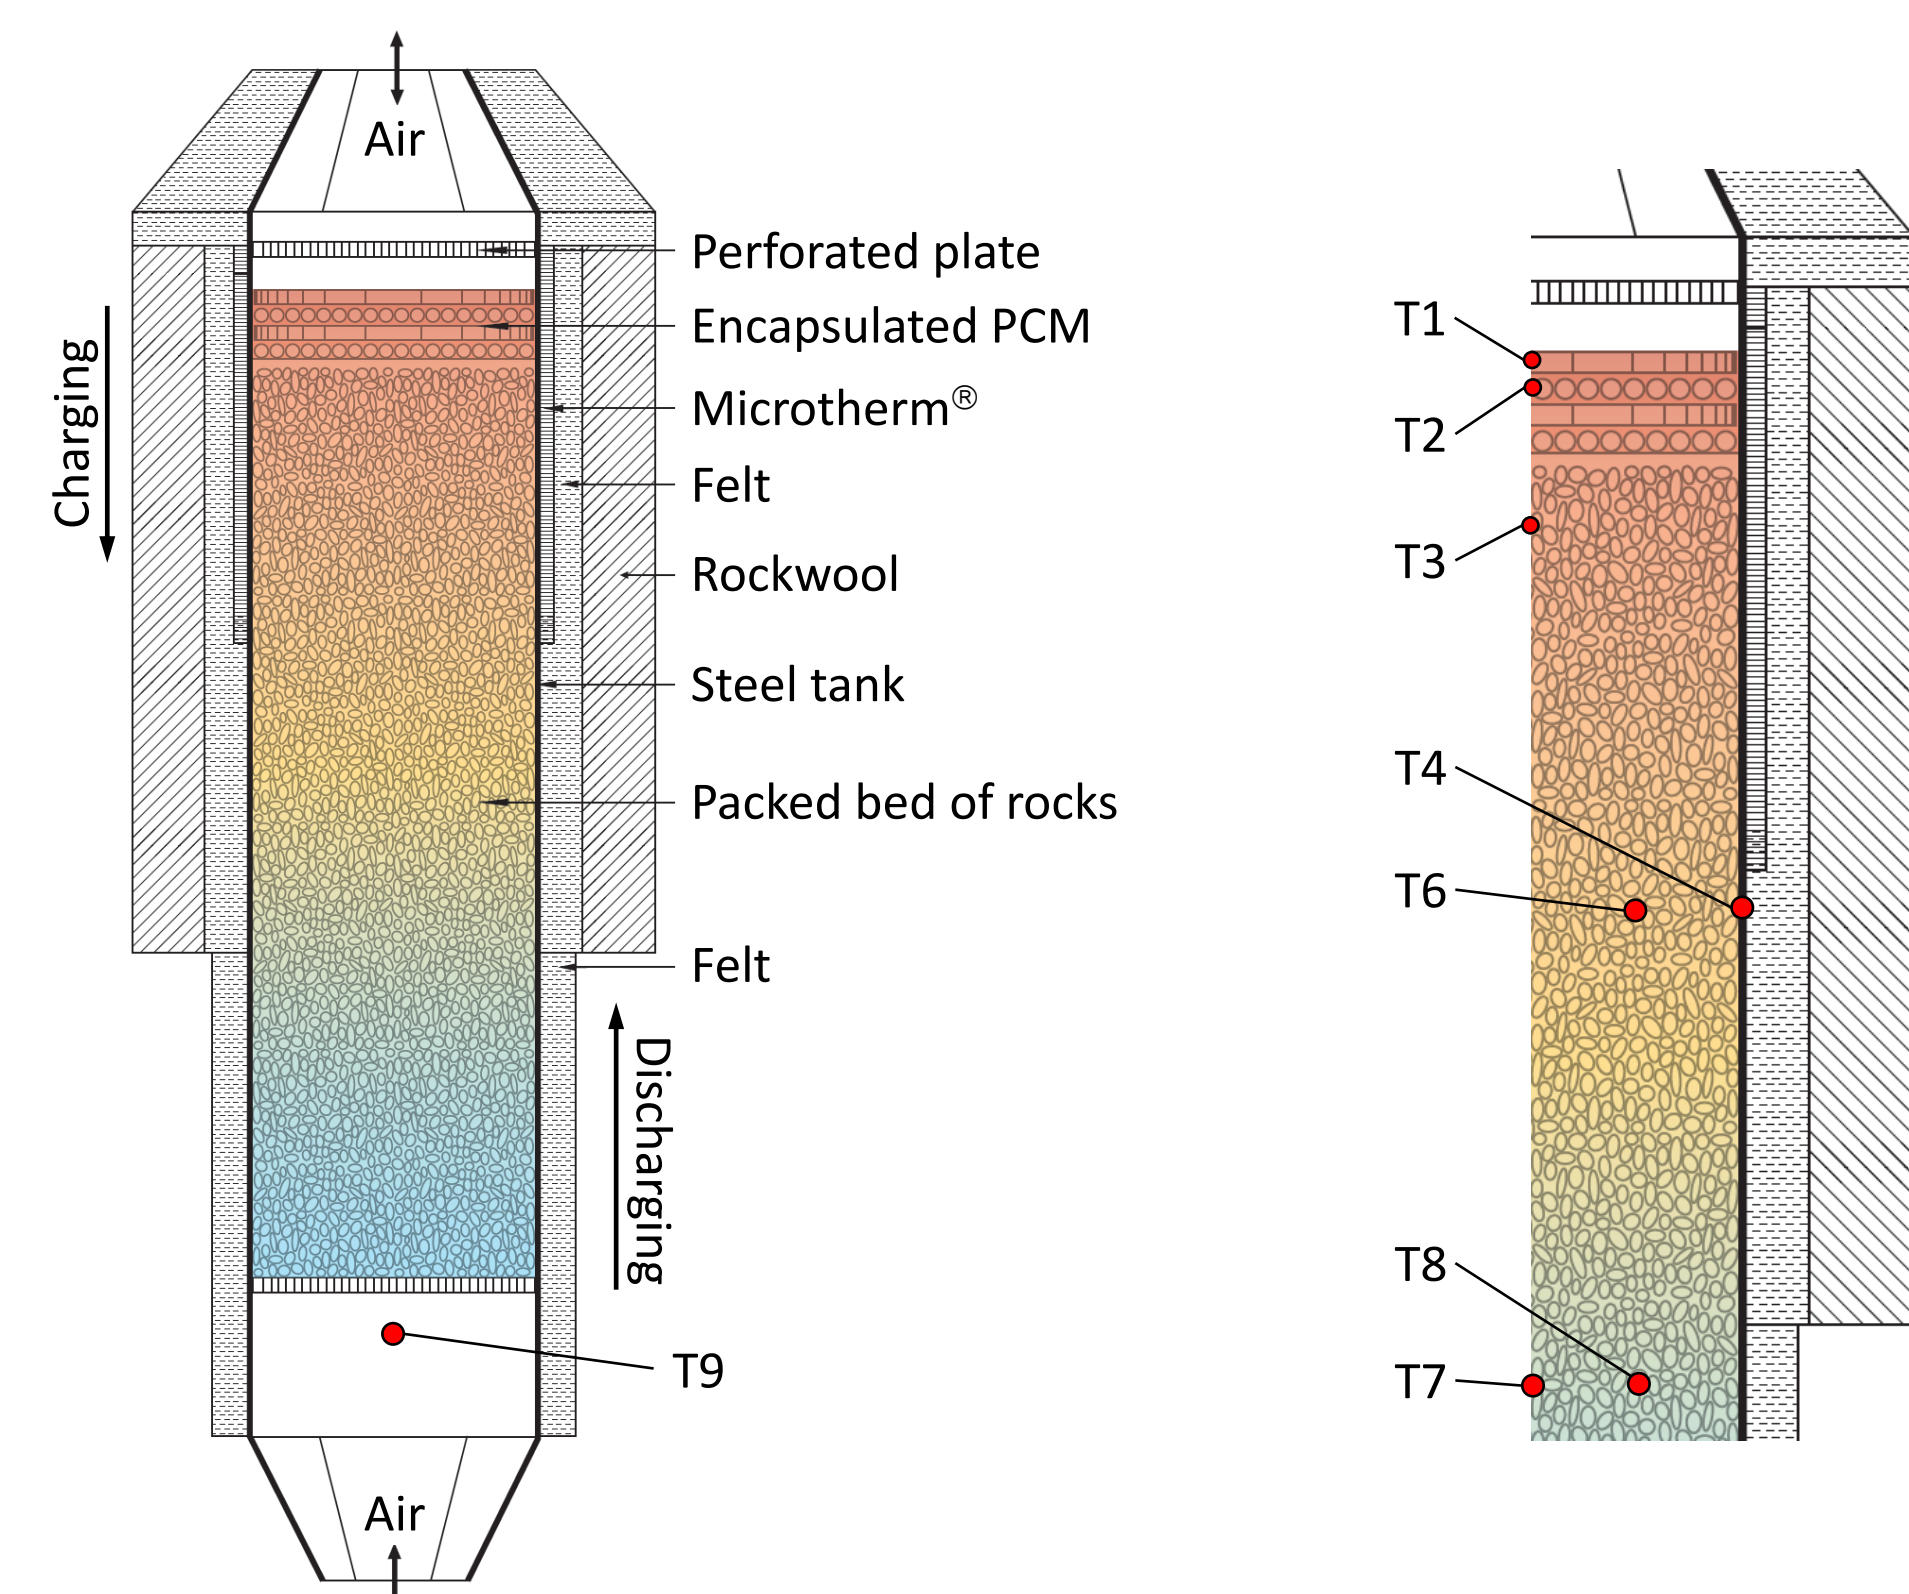 Air
Perforated plate
Encapsulated PCM
Microtherm®
Felt
Rockwool
Steel tank
Packed bed of rocks
Felt
Charging
Discharging
T9
Air
T1
T2
T3
T4
T6
T8
T7